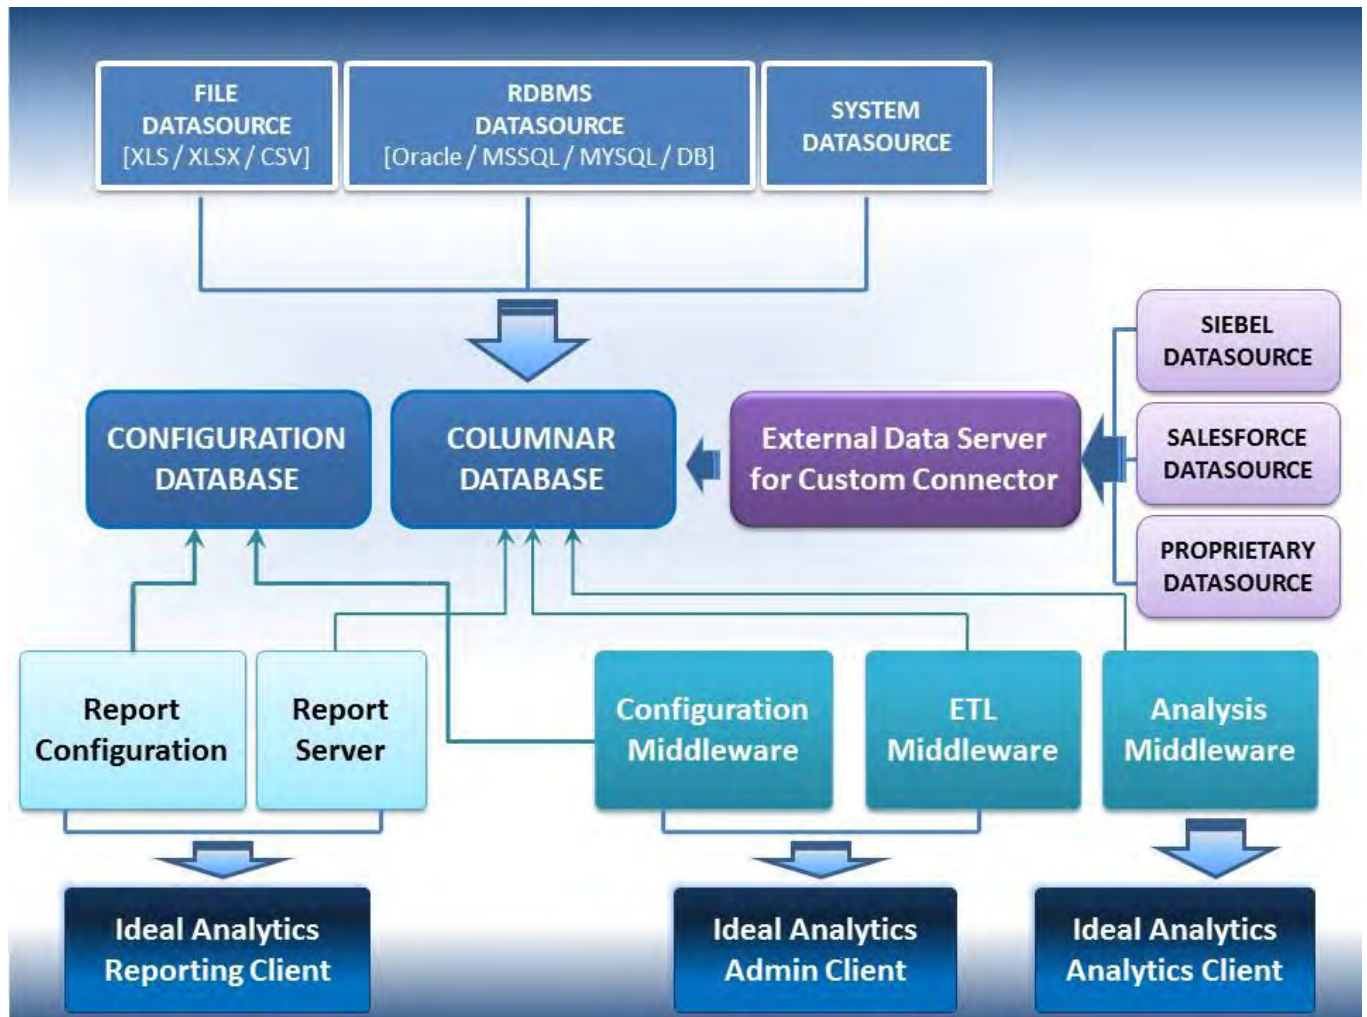 FILE
DATASOURCE
[XLS / XLSX / CSV]
RDBMS
DATASOURCE
[Oracle / MSSQL / MYSQL / DB]
SYSTEM
DATASOURCE
SIEBEL
DATASOURCE
CONFIGURATION
DATABASE
COLUMNAR
DATABASE
External Data Server
for Custom Connector
SALESFORCE
DATASOURCE
PROPRIETARY
DATASOURCE
Report
Configuration
Report
Server
Configuration
Middleware
ETL
Middleware
Analysis
Middleware
Ideal Analytics
Reporting Client
Ideal Analytics
Admin Client
Ideal Analytics
Analytics Client